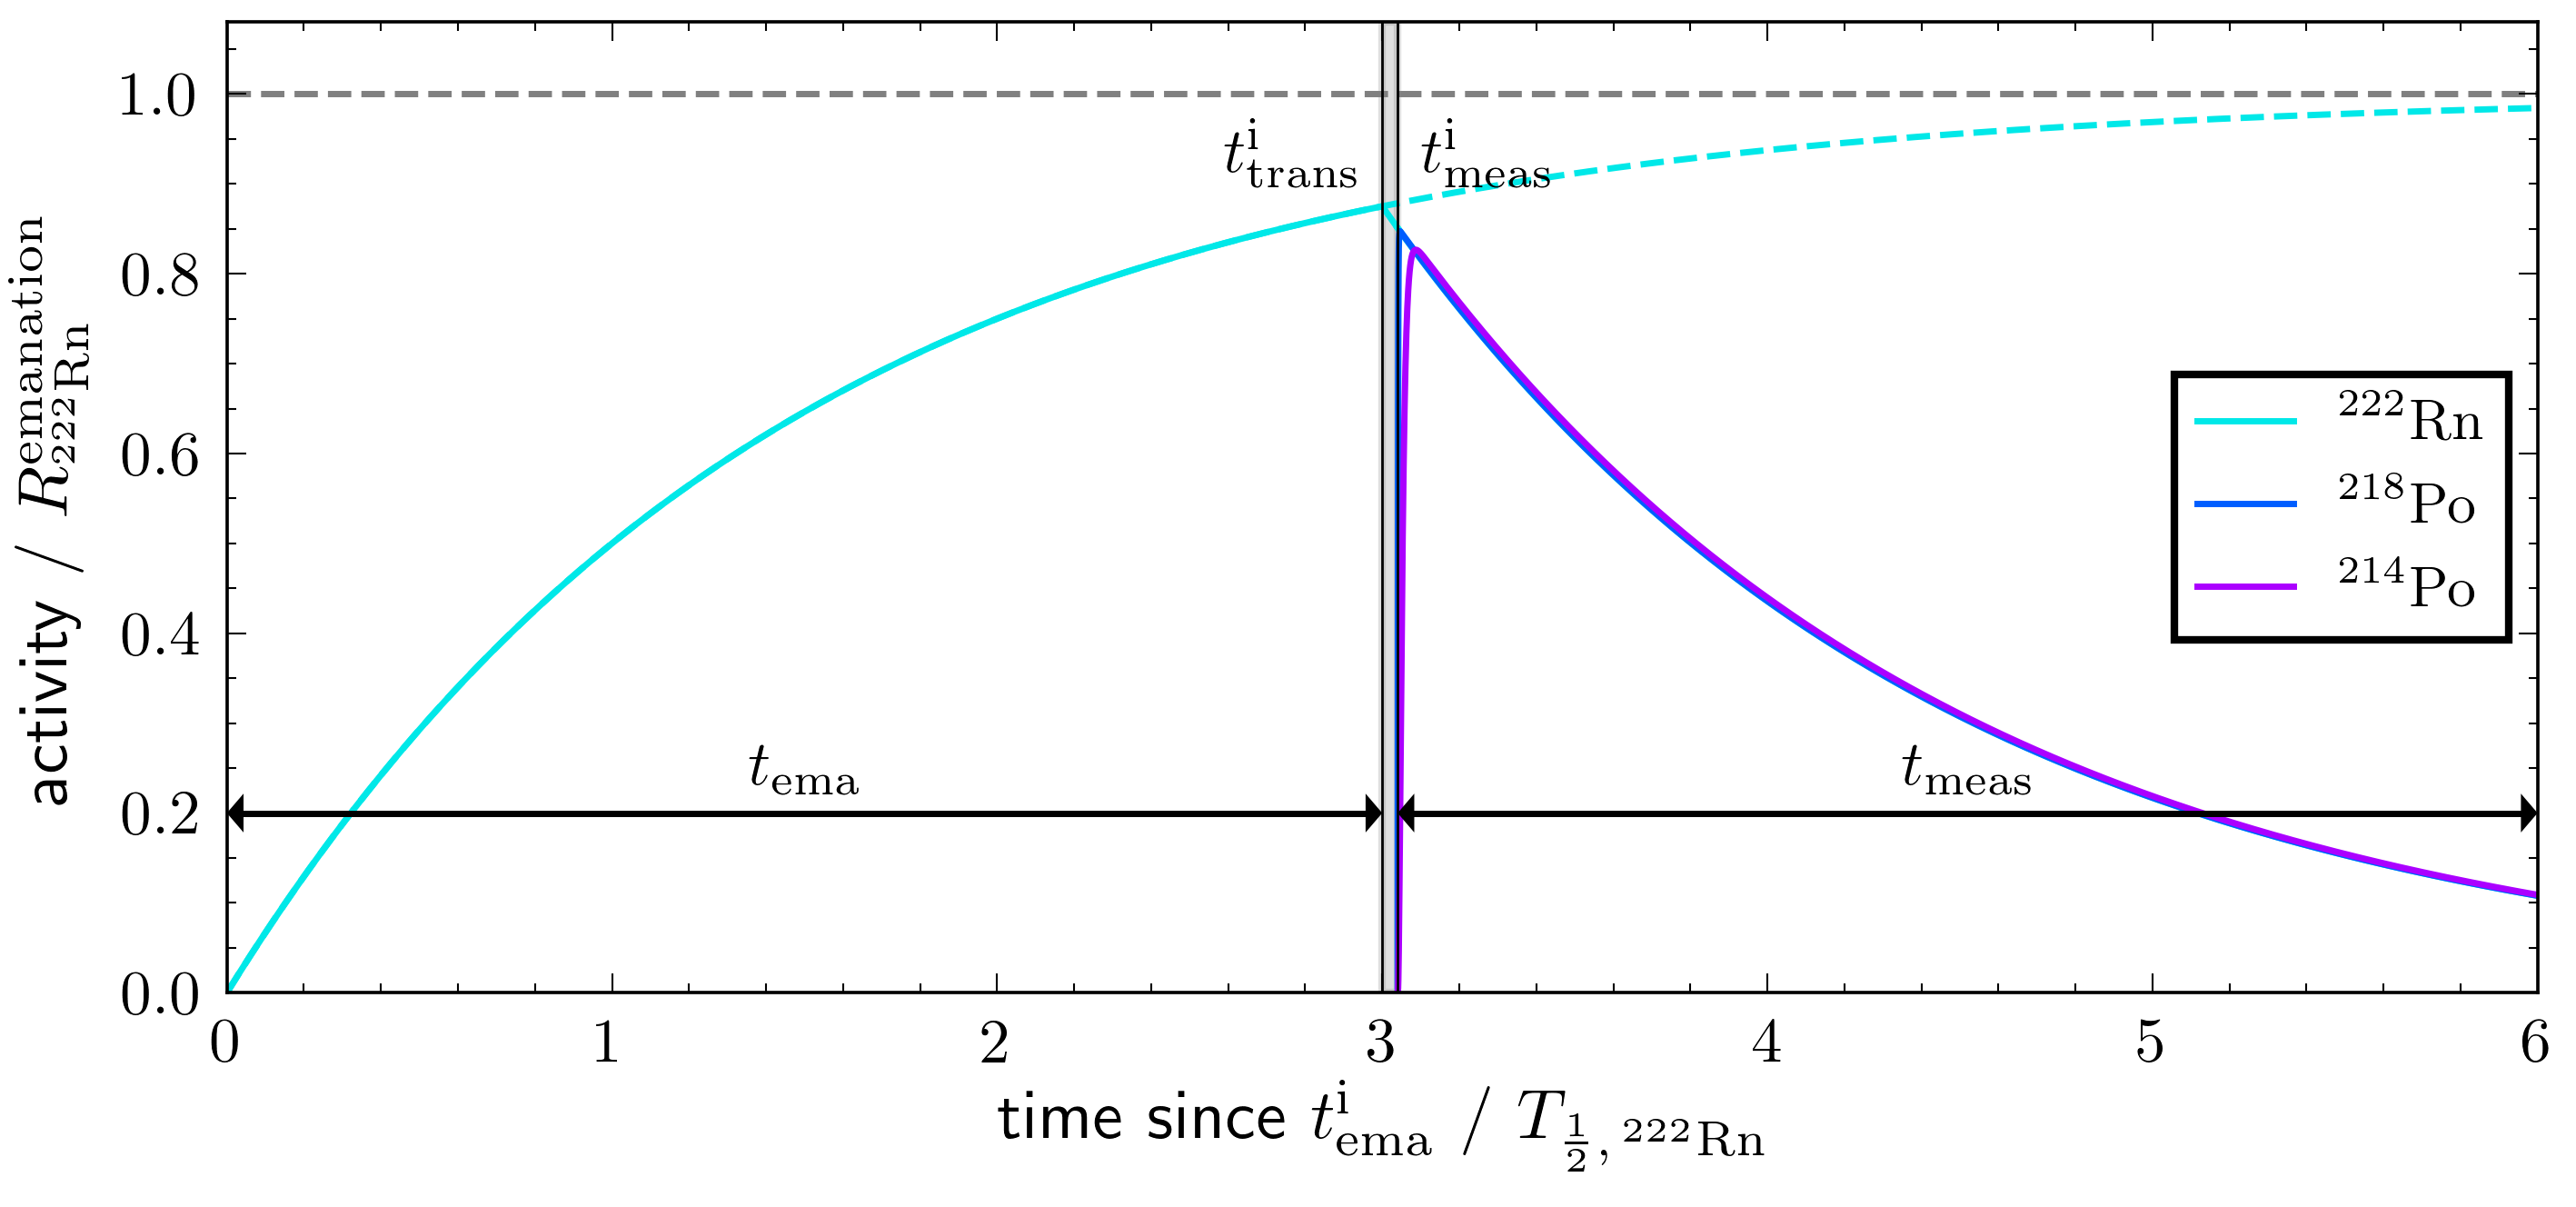 activity / R^emanation_222Rn
1.0
0.8
0.6
0.4
0.2
0.0
t^i_trans
t^i_meas
²²²Rn
²¹⁸Po
²¹⁴Po
t_ema
t_meas
0 1 2 3 4 5 6
time since t^i_ema / T_½, ²²²Rn